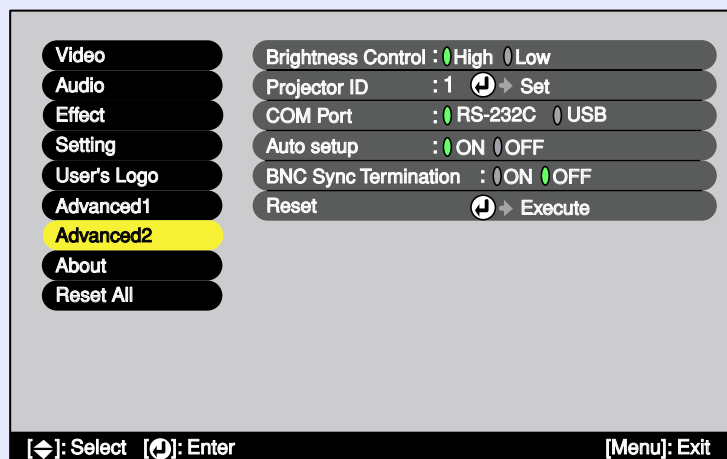 Video
Audio
Effect
Setting
User's Logo
Advanced1
Advanced2
About
Reset All
Brightness Control : High Low
Projector ID : 1 Set
COM Port : RS-232C USB
Auto setup : ON OFF
BNC Sync Termination : ON OFF
Reset Execute
[ ]: Select [ ]: Enter [Menu]: Exit